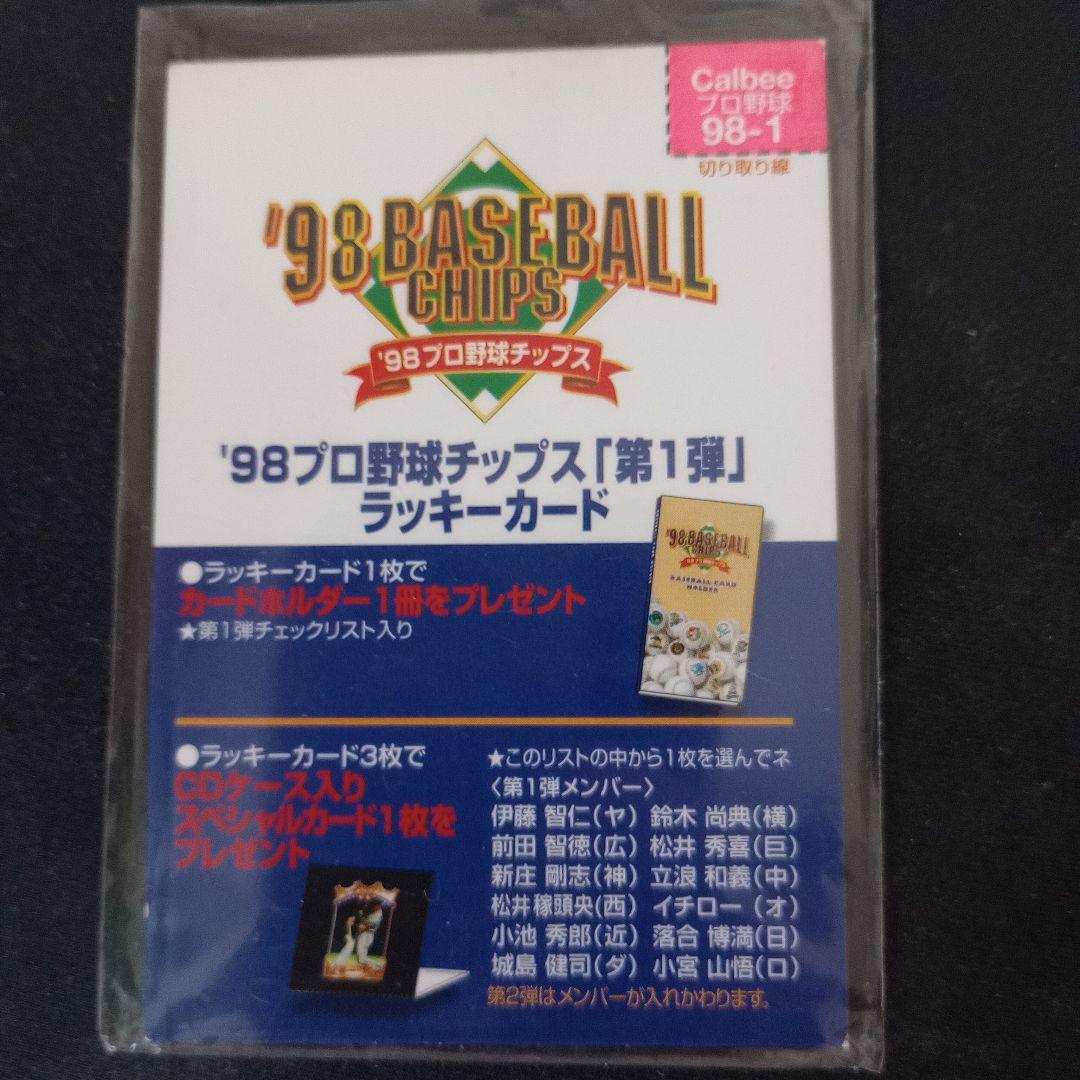 Calbee
プロ野球
98-1
切り取り線
'98 BASEBALL
CHIPS
'98プロ野球チップス
'98プロ野球チップス「第1弾」
ラッキーカード
●ラッキーカード1枚で
カードホルダー1冊をプレゼント
★第1弾チェックリスト入り
'98 BASEBALL
CHIPS
'98プロ野球チップス
BASEBALL CARD
HOLDER
●ラッキーカード3枚で
CDケース入り
スペシャルカード1枚を
プレゼント
★このリストの中から1枚を選んでネ
〈第1弾メンバー〉
伊藤 智仁(ヤ) 鈴木 尚典(横)
前田 智徳(広) 松井 秀喜(巨)
新庄 剛志(神) 立浪 和義(中)
松井稼頭央(西) イチロー (オ)
小池 秀郎(近) 落合 博満(日)
城島 健司(ダ) 小宮 山悟(ロ)
第2弾はメンバーが入れかわります。